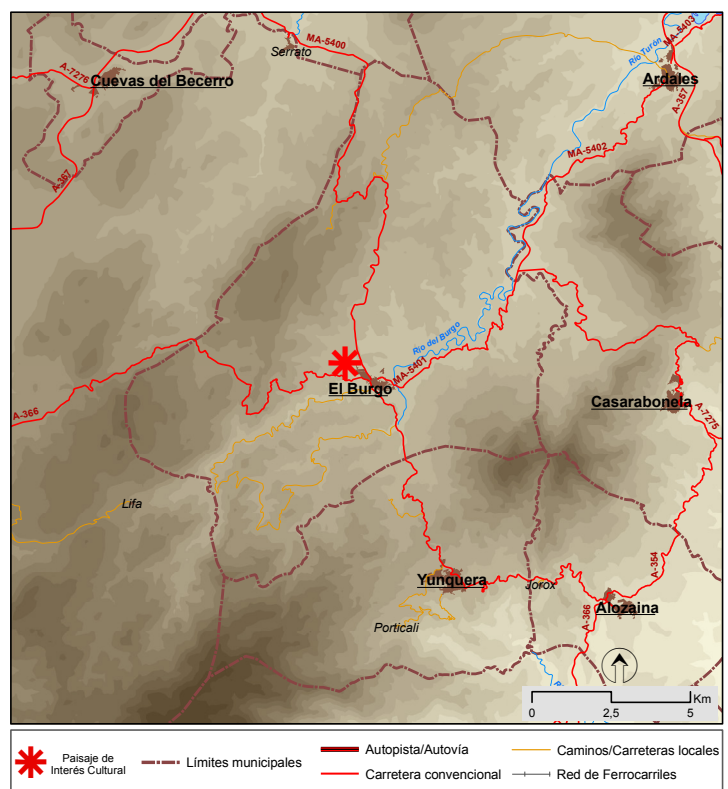 MA-5403
MA-5400
Serrato
Río Turón
A-7276
Cuevas del Becerro
Ardales
A-357
MA-5402
A-367
Río del Burgo
MA-5401
El Burgo
A-366
Casarabonela
A-7275
Lifa
A-354
Yunquera
Jorox
Alozaina
A-366
Porticali
Km
0 2,5 5
Paisaje de
Interés Cultural
Límites municipales
Autopista/Autovía
Carretera convencional
Caminos/Carreteras locales
Red de Ferrocarriles